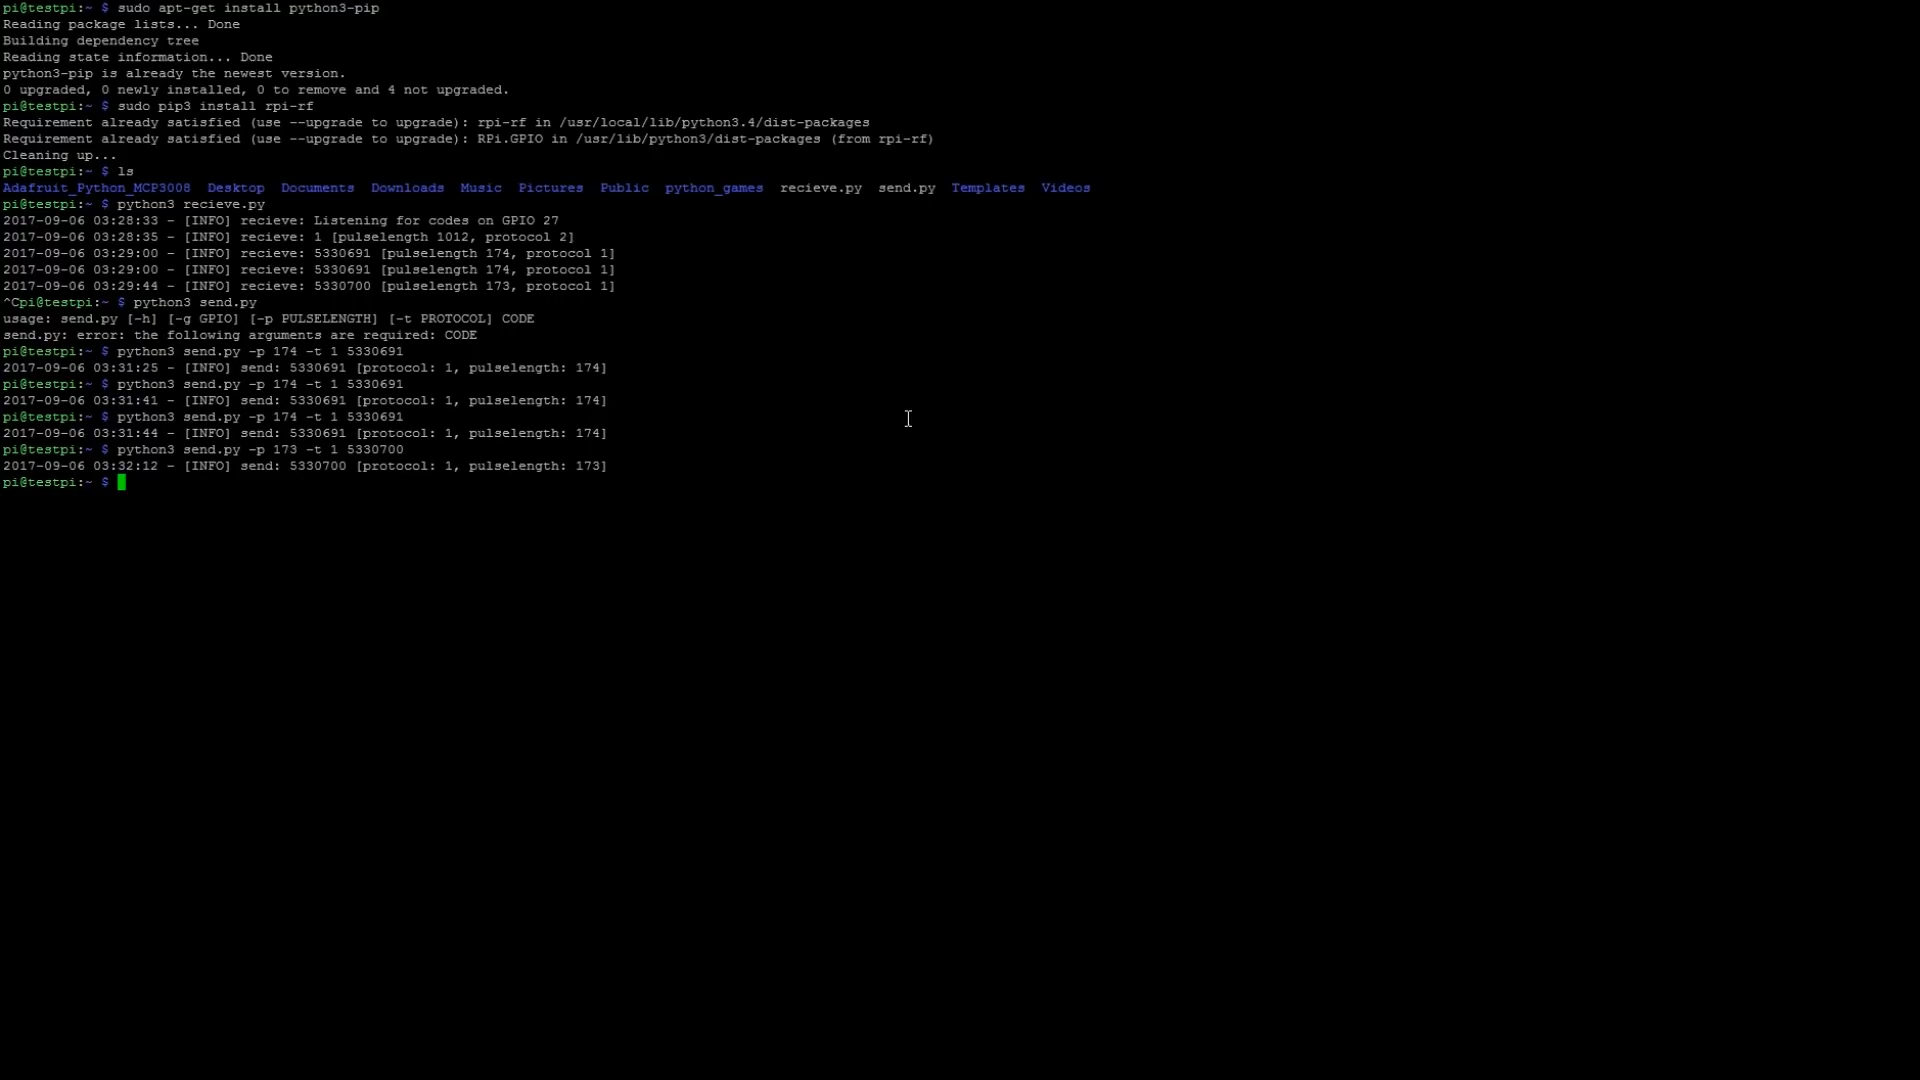 pi@testpi:~ $ sudo apt-get install python3-pip
Reading package lists... Done
Building dependency tree
Reading state information... Done
python3-pip is already the newest version.
0 upgraded, 0 newly installed, 0 to remove and 4 not upgraded.
pi@testpi:~ $ sudo pip3 install rpi-rf
Requirement already satisfied (use --upgrade to upgrade): rpi-rf in /usr/local/lib/python3.4/dist-packages
Requirement already satisfied (use --upgrade to upgrade): RPi.GPIO in /usr/lib/python3/dist-packages (from rpi-rf)
Cleaning up...
pi@testpi:~ $ ls
Adafruit_Python_MCP3008  Desktop  Documents  Downloads  Music  Pictures  Public  python_games  recieve.py  send.py  Templates  Videos
pi@testpi:~ $ python3 recieve.py
2017-09-06 03:28:33 - [INFO] recieve: Listening for codes on GPIO 27
2017-09-06 03:28:35 - [INFO] recieve: 1 [pulselength 1012, protocol 2]
2017-09-06 03:29:00 - [INFO] recieve: 5330691 [pulselength 174, protocol 1]
2017-09-06 03:29:00 - [INFO] recieve: 5330691 [pulselength 174, protocol 1]
2017-09-06 03:29:44 - [INFO] recieve: 5330700 [pulselength 173, protocol 1]
^Cpi@testpi:~ $ python3 send.py
usage: send.py [-h] [-g GPIO] [-p PULSELENGTH] [-t PROTOCOL] CODE
send.py: error: the following arguments are required: CODE
pi@testpi:~ $ python3 send.py -p 174 -t 1 5330691
2017-09-06 03:31:25 - [INFO] send: 5330691 [protocol: 1, pulselength: 174]
pi@testpi:~ $ python3 send.py -p 174 -t 1 5330691
2017-09-06 03:31:41 - [INFO] send: 5330691 [protocol: 1, pulselength: 174]
pi@testpi:~ $ python3 send.py -p 174 -t 1 5330691
2017-09-06 03:31:44 - [INFO] send: 5330691 [protocol: 1, pulselength: 174]
pi@testpi:~ $ python3 send.py -p 173 -t 1 5330700
2017-09-06 03:32:12 - [INFO] send: 5330700 [protocol: 1, pulselength: 173]
pi@testpi:~ $